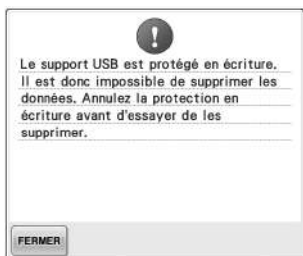 Le support USB est protégé en écriture.
Il est donc impossible de supprimer les
données. Annulez la protection en
écriture avant d'essayer de les
supprimer.
FERMER